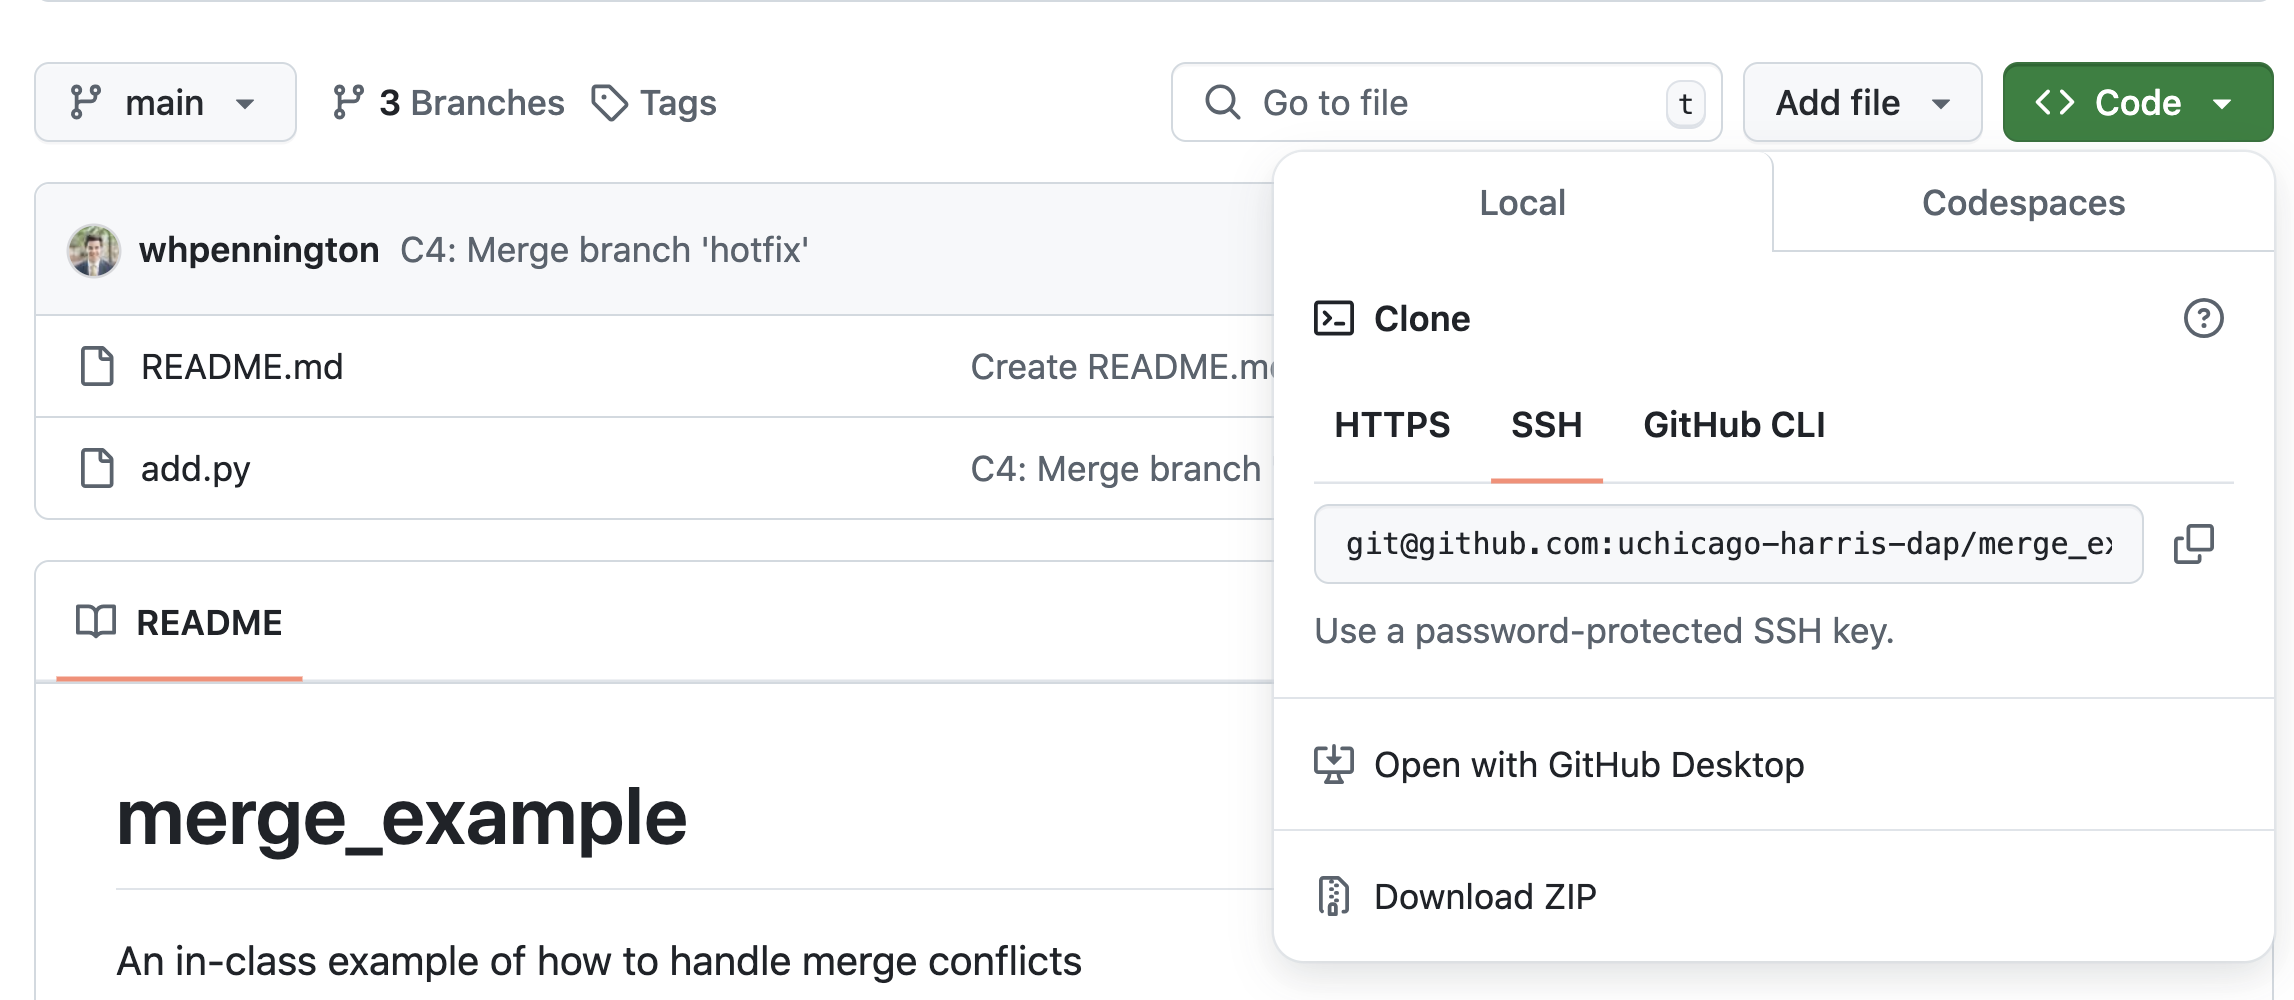 main 3 Branches Tags Go to file t Add file Code
Local Codespaces
whpennington C4: Merge branch 'hotfix'
Clone
README.md Create README.m
HTTPS SSH GitHub CLI
add.py C4: Merge branch
git@github.com:uchicago-harris-dap/merge_ex
README
Use a password-protected SSH key.
Open with GitHub Desktop
merge_example
Download ZIP
An in-class example of how to handle merge conflicts